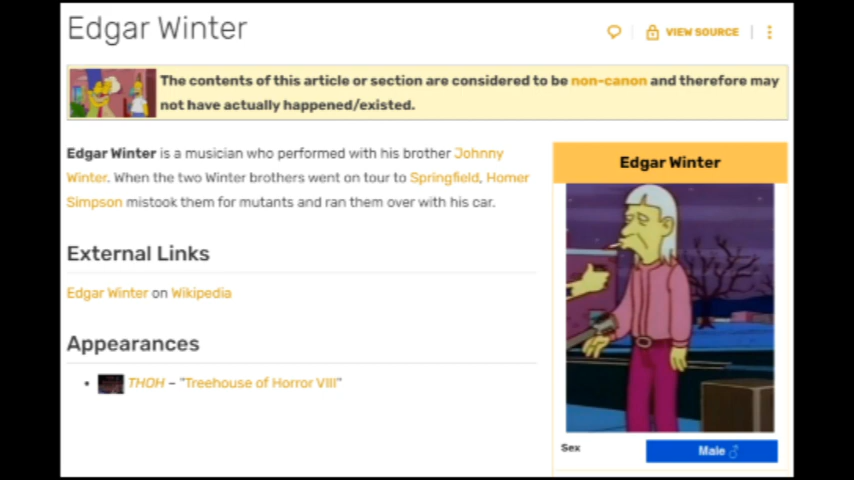 Edgar Winter
VIEW SOURCE
The contents of this article or section are considered to be non-canon and therefore may
not have actually happened/existed.
Edgar Winter is a musician who performed with his brother Johnny
Winter. When the two Winter brothers went on tour to Springfield, Homer
Simpson mistook them for mutants and ran them over with his car.
External Links
Edgar Winter on Wikipedia
Appearances
• THOH – "Treehouse of Horror VIII"
Edgar Winter
Sex
Male ♂